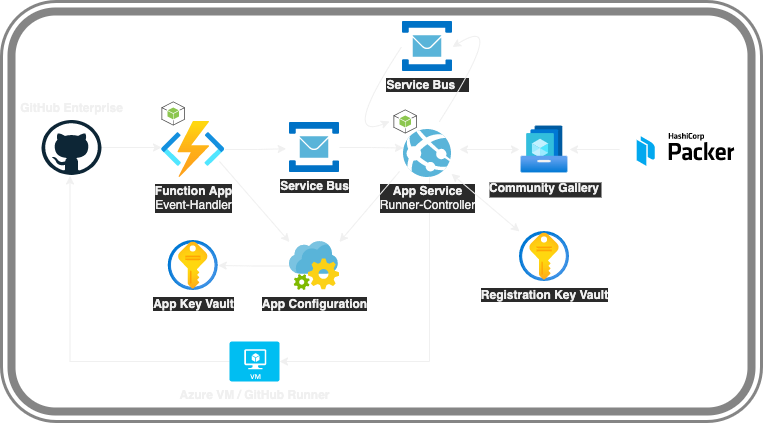 Service Bus
GitHub Enterprise
Function App
Event-Handler
Service Bus
App Service
Runner-Controller
Community Gallery
HashiCorp
Packer
App Key Vault
App Configuration
Registration Key Vault
VM
Azure VM / GitHub Runner